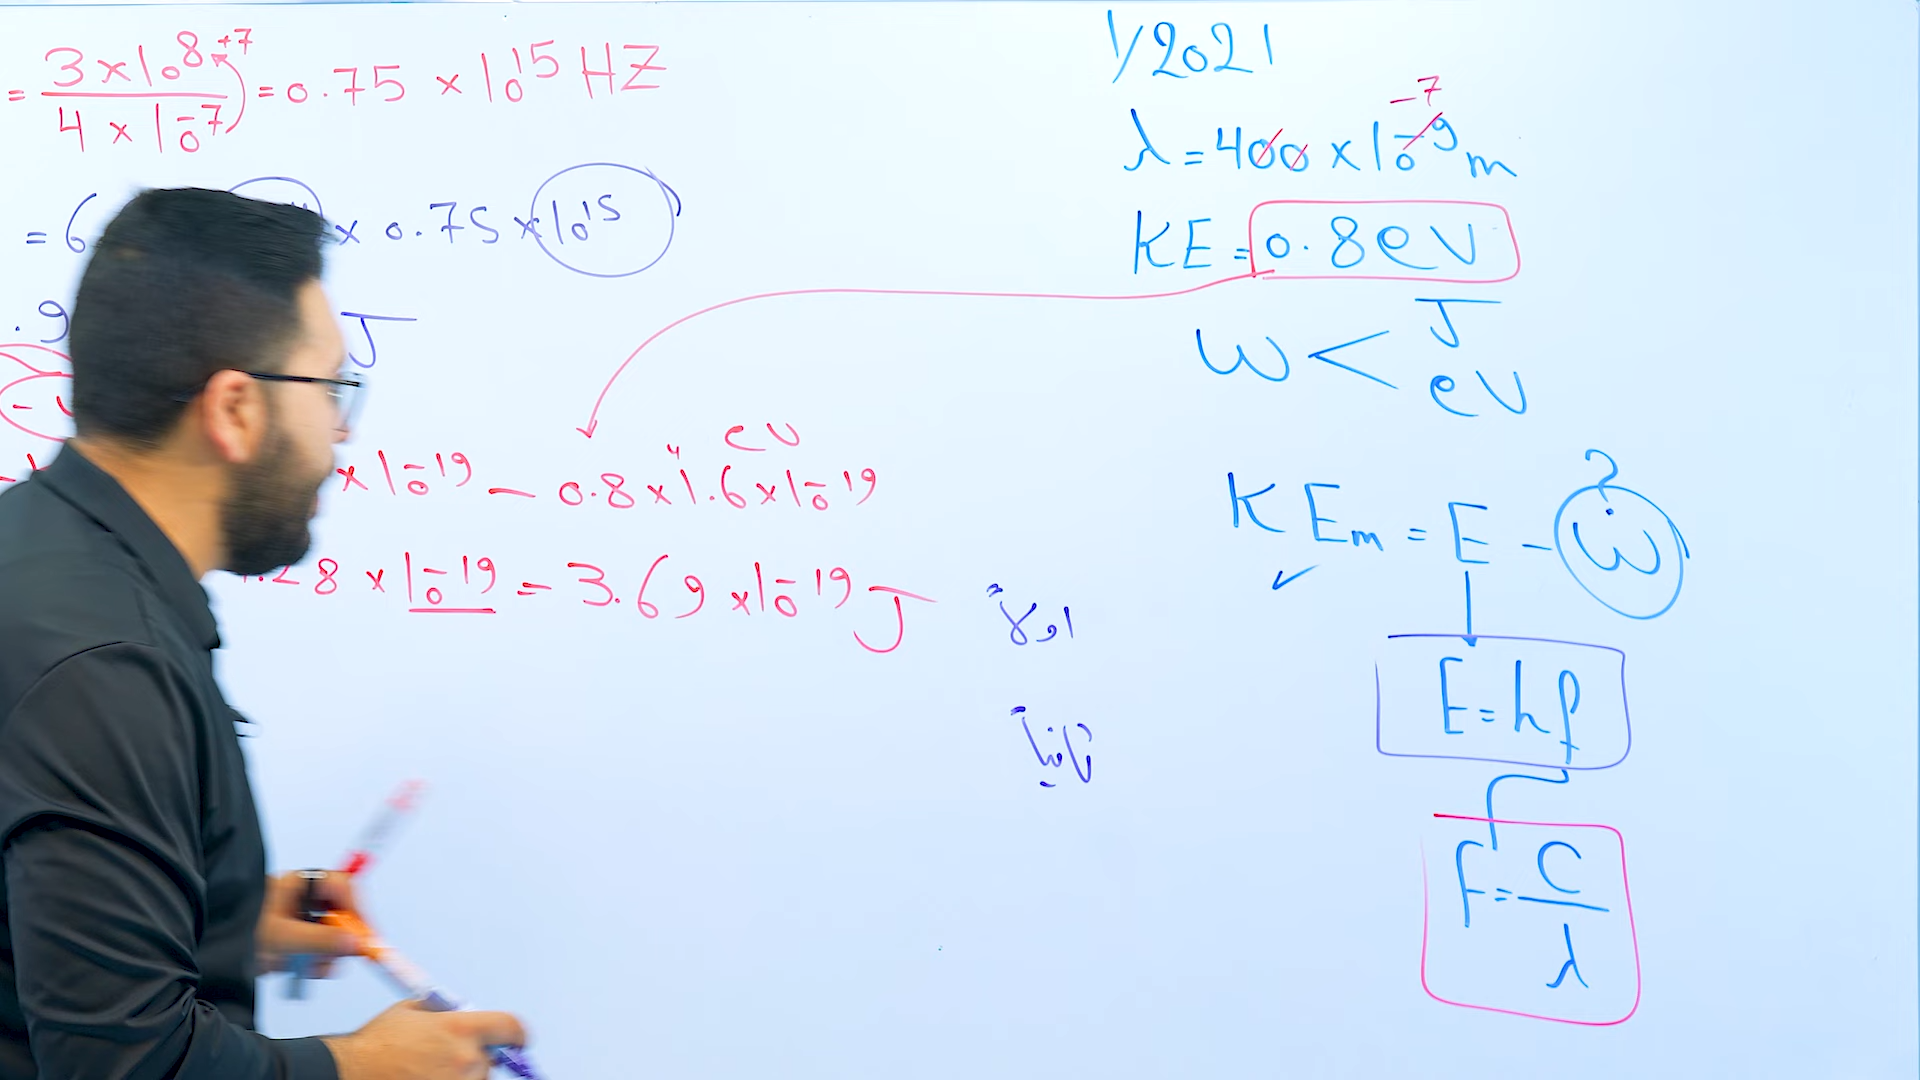 1/2021
λ = 400 × 10⁻⁹ m
-7
KE = 0.8 eV
W < J
eV
KEm = E - W
?
✓
E = hf
F = C/λ
= 3 × 10⁸ / 4 × 10⁻⁷ = 0.75 × 10¹⁵ HZ
+7
= 6 × 0.75 × 10¹⁵
.9 J
× 10⁻¹⁹ - 0.8 × 1.6 × 10⁻¹⁹
eV
28 × 10⁻¹⁹ = 3.69 × 10⁻¹⁹ J
اولاً
ثانياً